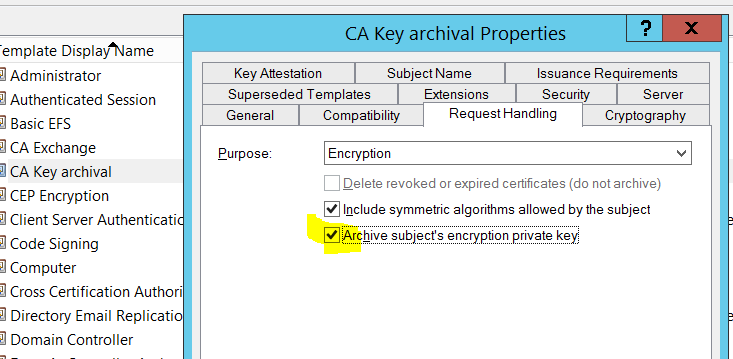 Template Display Name
Administrator
Authenticated Session
Basic EFS
CA Exchange
CA Key archival
CEP Encryption
Client Server Authentication
Code Signing
Computer
Cross Certification Authori
Directory Email Replication
Domain Controller
CA Key archival Properties
? X
Key Attestation Subject Name Issuance Requirements
Superseded Templates Extensions Security Server
General Compatibility Request Handling Cryptography
Purpose: Encryption
Delete revoked or expired certificates (do not archive)
Include symmetric algorithms allowed by the subject
Archive subject's encryption private key